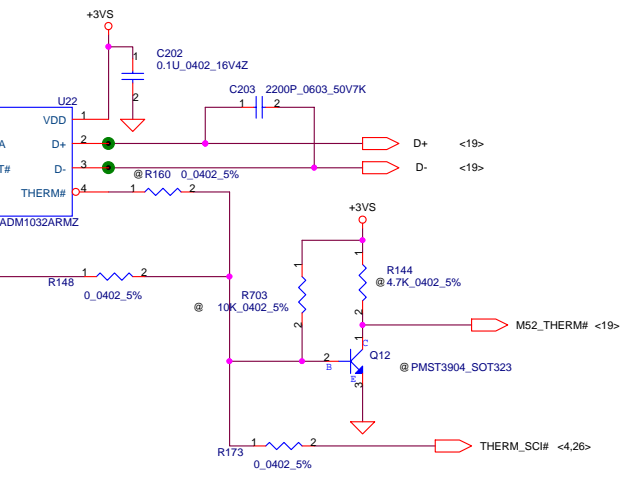 +3VS
1
C202
0.1U_0402_16V4Z
2
C203 2200P_0603_50V7K
1 2
U22
VDD 1
A D+ 2
D+ <19>
T# D- 3
D- <19>
@ R160 0_0402_5%
THERM# 4
1 2
ADM1032ARMZ
+3VS
1
R144
@ 4.7K_0402_5%
2
1 2
R148
0_0402_5%
1
R703
@ 10K_0402_5%
2
M52_THERM# <19>
1
C
Q12
2
B
E
3
@ PMST3904_SOT323
1 2
R173
0_0402_5%
THERM_SCI# <4,26>